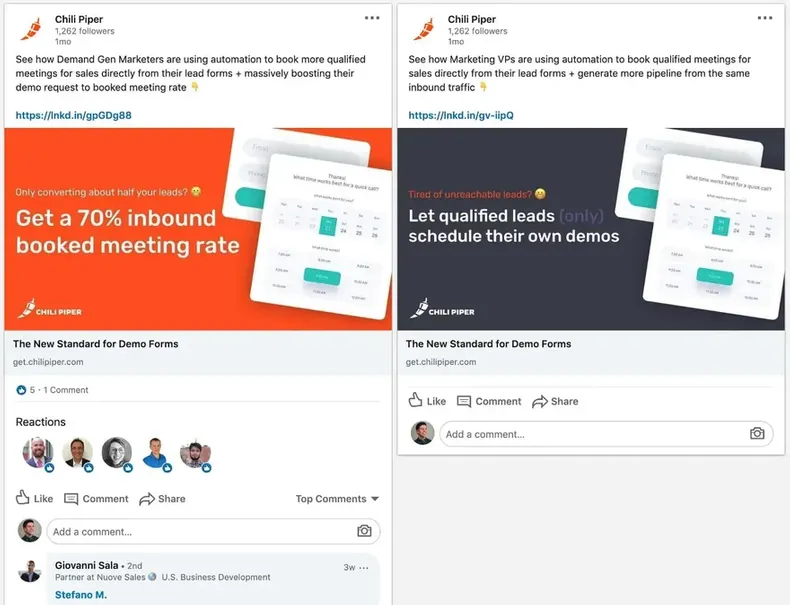 Chili Piper
1,262 followers
1mo
See how Demand Gen Marketers are using automation to book more qualified
meetings for sales directly from their lead forms + massively boosting their
demo request to booked meeting rate 👇
https://lnkd.in/gpGDg88
Only converting about half your leads? 😬
Get a 70% inbound
booked meeting rate
Thanks!
What time works best for a quick call?
CHILI PIPER
The New Standard for Demo Forms
get.chilipiper.com
5 · 1 Comment
Reactions
Like Comment Share Top Comments
Add a comment...
Giovanni Sala • 2nd
3w
Partner at Nuove Sales 🌍 U.S. Business Development
Stefano M.
Chili Piper
1,262 followers
1mo
See how Marketing VPs are using automation to book qualified meetings for
sales directly from their lead forms + generate more pipeline from the same
inbound traffic 👇
https://lnkd.in/gv-iipQ
Tired of unreachable leads? 😬
Let qualified leads (only)
schedule their own demos
Thanks!
What time works best for a quick call?
CHILI PIPER
The New Standard for Demo Forms
get.chilipiper.com
Like Comment Share
Add a comment...